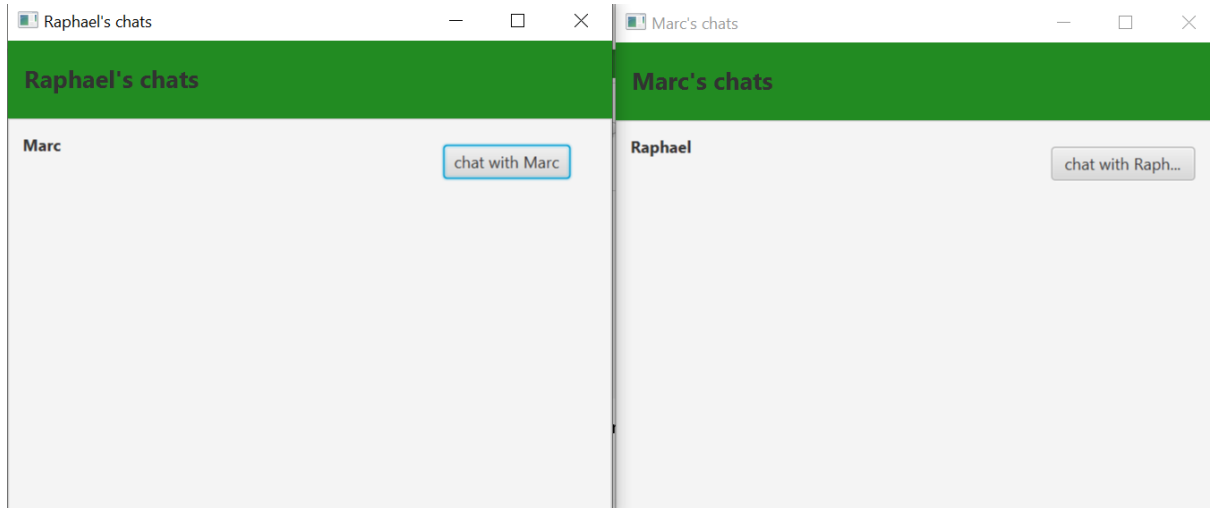 Raphael's chats
Raphael's chats
Marc
chat with Marc
Marc's chats
Marc's chats
Raphael
chat with Raph...